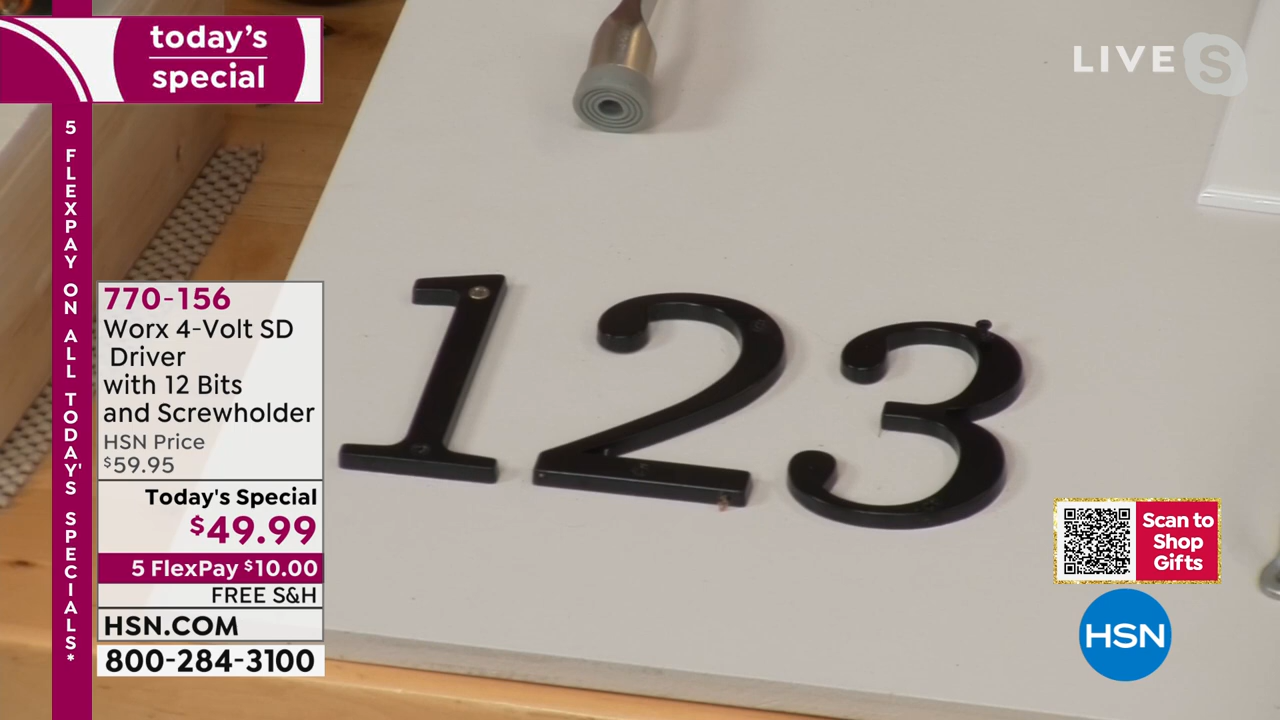 today's
special
LIVE S
5 FLEXPAY ON ALL TODAY'S SPECIALS*
123
770-156
Worx 4-Volt SD
Driver
with 12 Bits
and Screwholder
HSN Price
$59.95
Today's Special
$49.99
5 FlexPay $10.00
FREE S&H
HSN.COM
800-284-3100
Scan to
Shop
Gifts
HSN